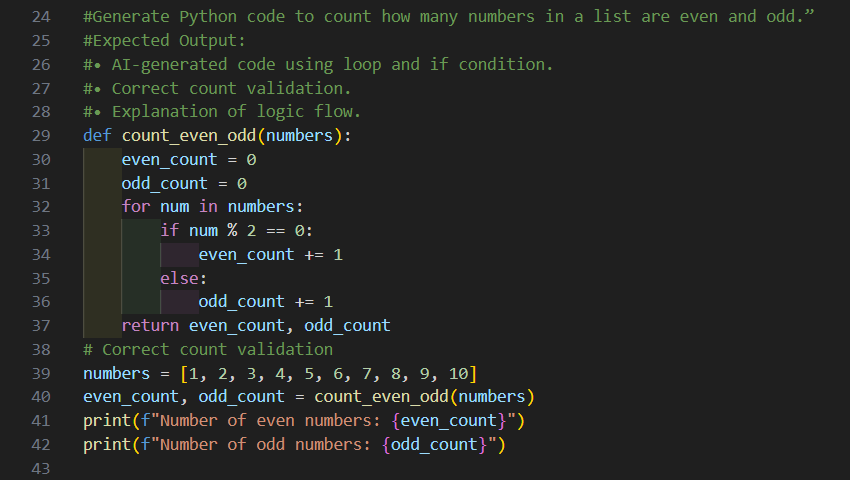 24 #Generate Python code to count how many numbers in a list are even and odd.”
25 #Expected Output:
26 #• AI-generated code using loop and if condition.
27 #• Correct count validation.
28 #• Explanation of logic flow.
29 def count_even_odd(numbers):
30     even_count = 0
31     odd_count = 0
32     for num in numbers:
33         if num % 2 == 0:
34             even_count += 1
35         else:
36             odd_count += 1
37     return even_count, odd_count
38 # Correct count validation
39 numbers = [1, 2, 3, 4, 5, 6, 7, 8, 9, 10]
40 even_count, odd_count = count_even_odd(numbers)
41 print(f"Number of even numbers: {even_count}")
42 print(f"Number of odd numbers: {odd_count}")
43